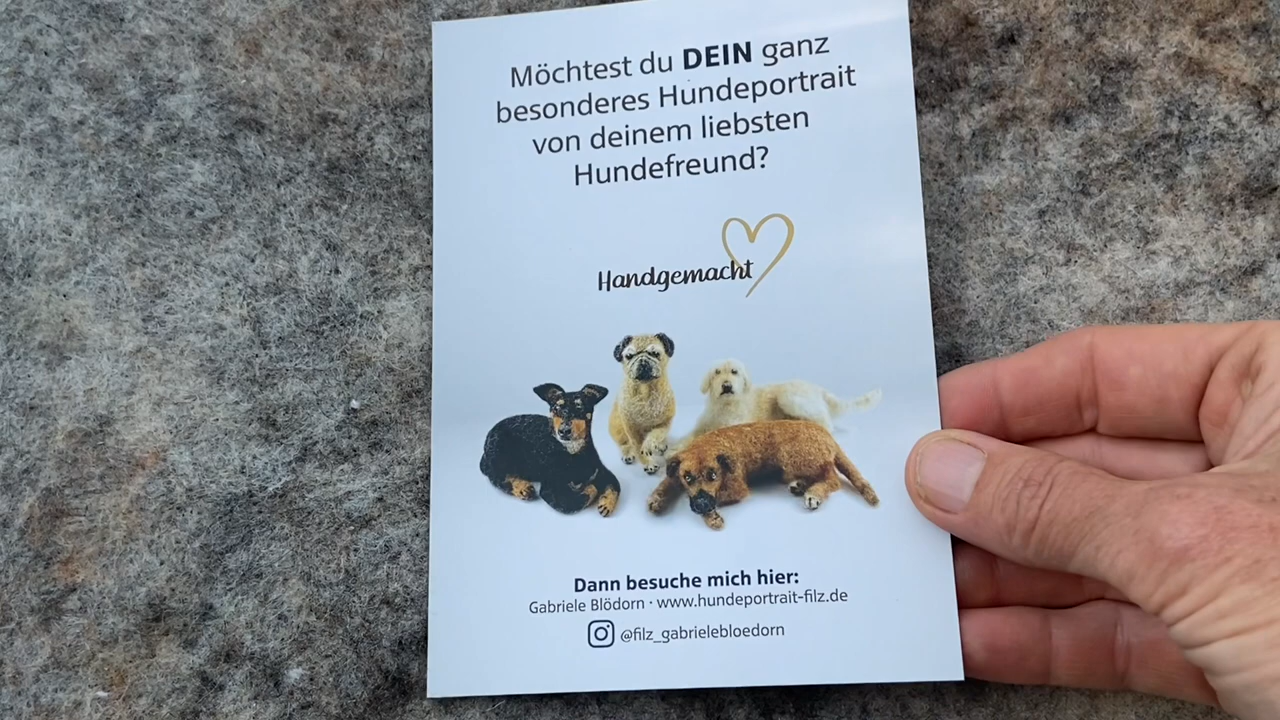 Möchtest du DEIN ganz
besonderes Hundeportrait
von deinem liebsten
Hundefreund?
Handgemacht
Dann besuche mich hier:
Gabriele Blödorn · www.hundeportrait-filz.de
@filz_gabrielebloedorn